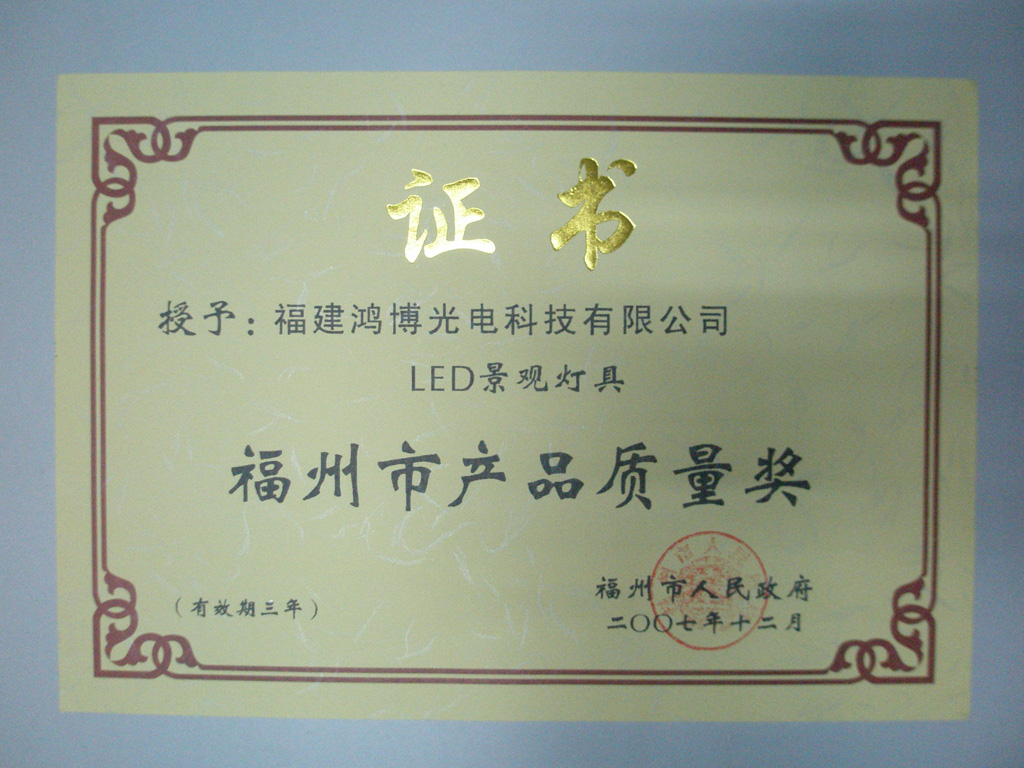 证书
授予：福建鸿博光电科技有限公司
LED景观灯具
福州市产品质量奖
（有效期三年）
福州市人民政府
二〇〇七年十二月